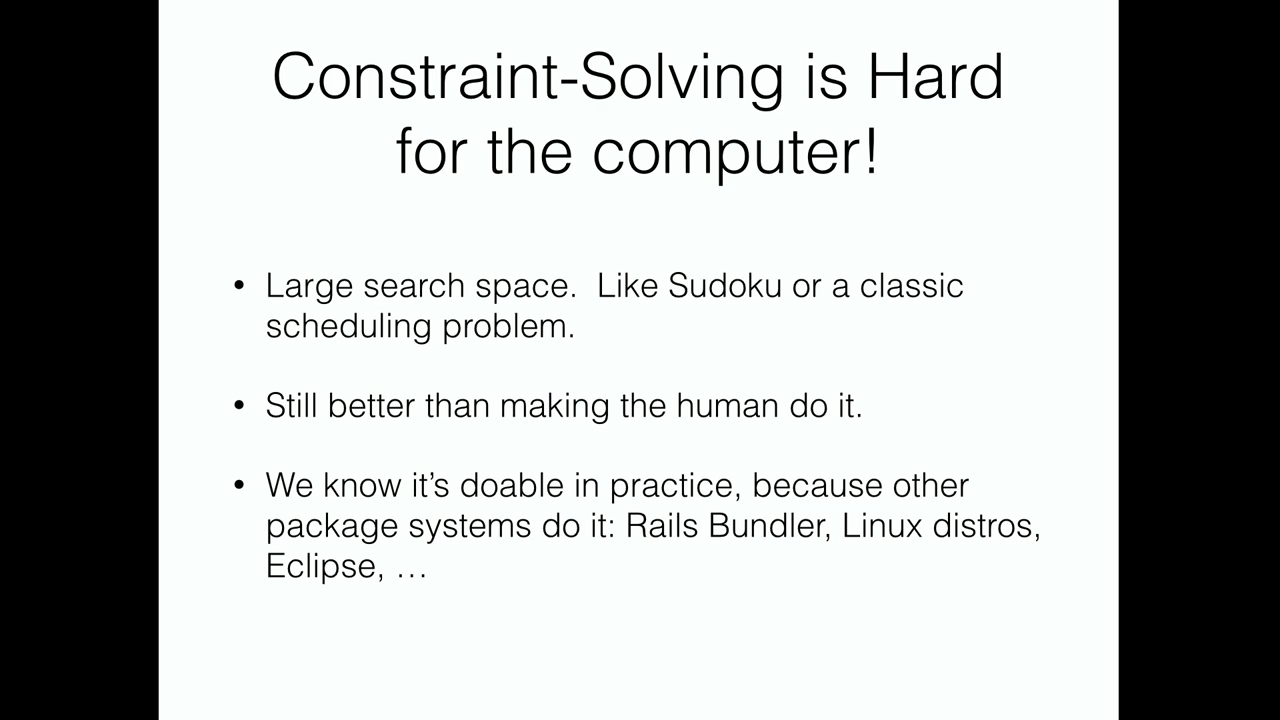 Constraint-Solving is Hard
for the computer!
• Large search space.  Like Sudoku or a classic
scheduling problem.
• Still better than making the human do it.
• We know it’s doable in practice, because other
package systems do it: Rails Bundler, Linux distros,
Eclipse, …